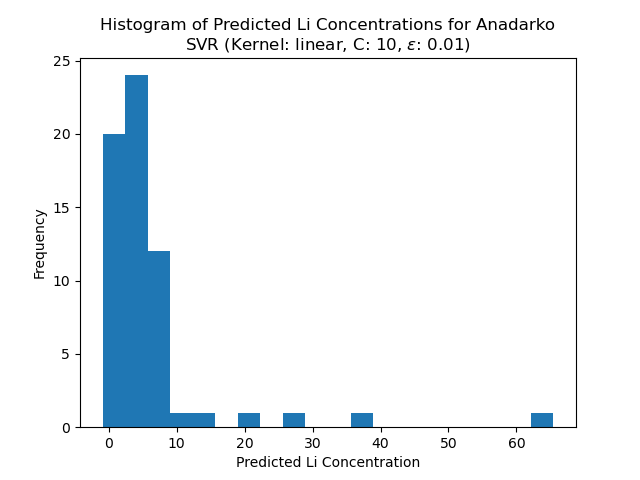 Histogram of Predicted Li Concentrations for Anadarko
SVR (Kernel: linear, C: 10, ε: 0.01)
25
20
15
10
5
0
Frequency
0 10 20 30 40 50 60
Predicted Li Concentration